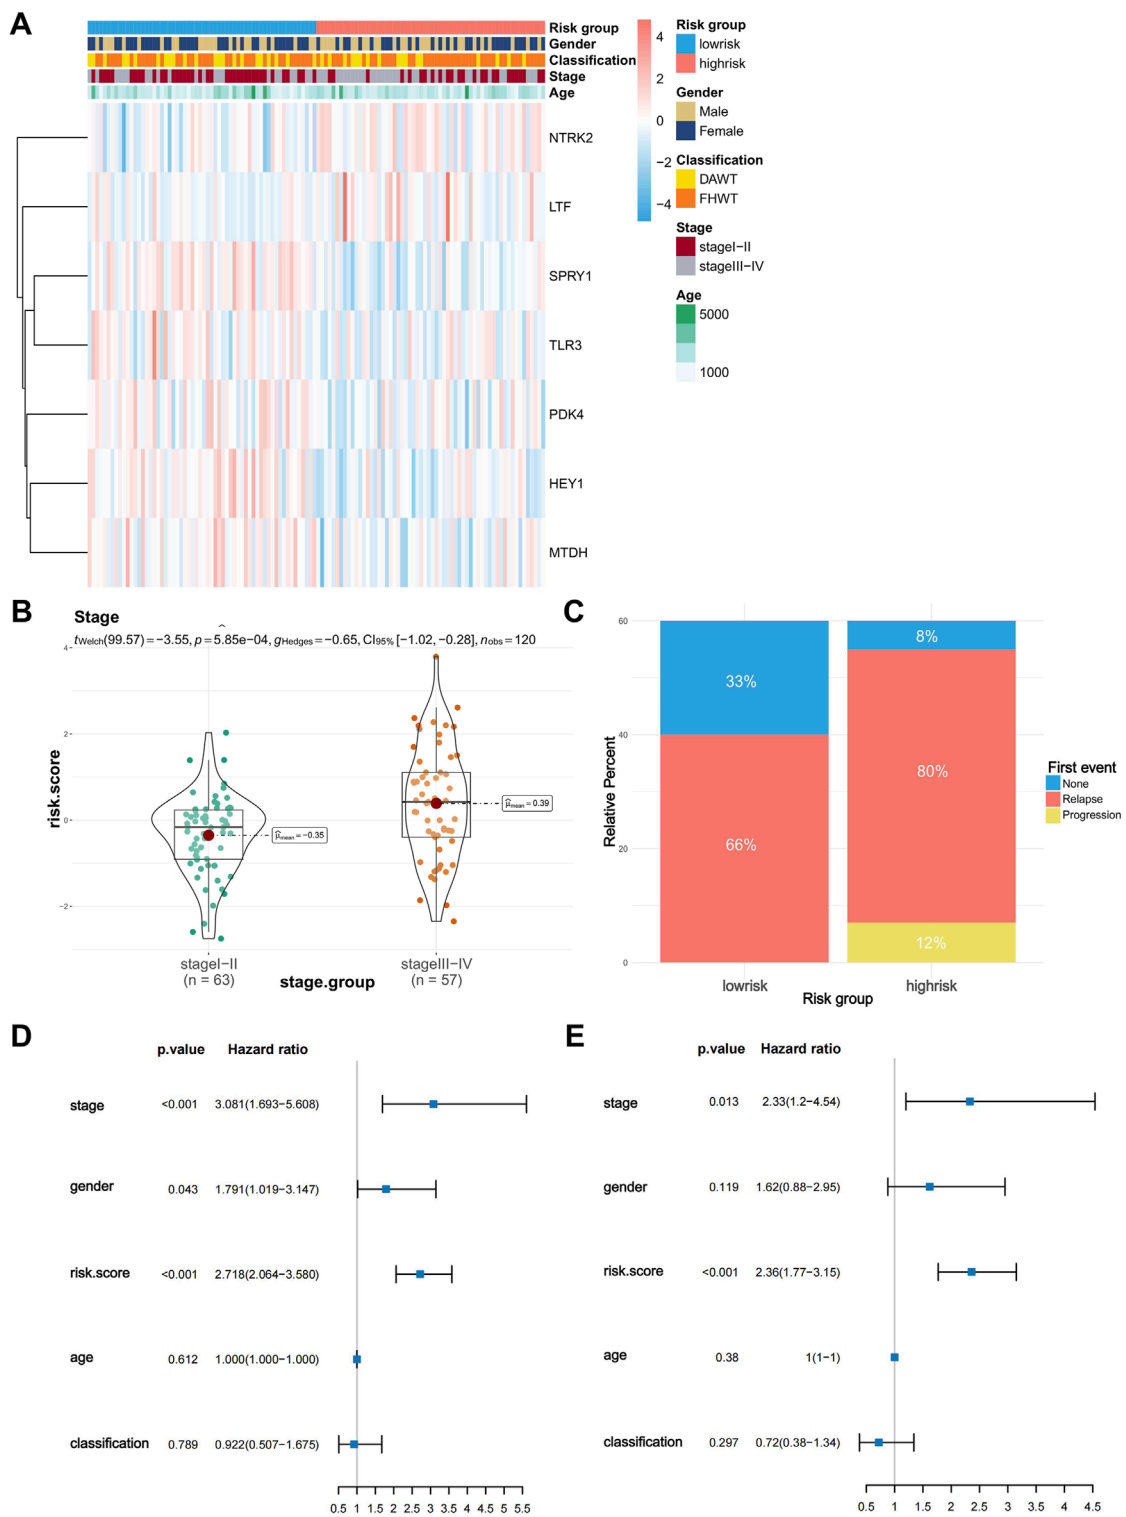 A
Risk group
Gender
Classification
Stage
Age
NTRK2
LTF
SPRY1
TLR3
PDK4
HEY1
MTDH
4
2
0
−2
−4
Risk group
lowrisk
highrisk
Gender
Male
Female
Classification
DAWT
FHWT
Stage
stageI−II
stageIII−IV
Age
5000
1000
B
Stage
tWelch(99.57) = −3.55, p = 5.85e−04, ĝHedges = −0.65, CI95% [−1.02, −0.28], nobs = 120
4
2
0
−2
risk.score
μ̂mean = −0.35
μ̂mean = 0.39
stageI−II
(n = 63)
stageIII−IV
(n = 57)
stage.group
C
60
40
20
0
Relative Percent
33%
66%
8%
80%
12%
lowrisk
highrisk
Risk group
First event
None
Relapse
Progression
D
p.value Hazard ratio
stage <0.001 3.081(1.693−5.608)
gender 0.043 1.791(1.019−3.147)
risk.score <0.001 2.718(2.064−3.580)
age 0.612 1.000(1.000−1.000)
classification 0.789 0.922(0.507−1.675)
0.5 1 1.5 2 2.5 3 3.5 4 4.5 5 5.5
E
p.value Hazard ratio
stage 0.013 2.33(1.2−4.54)
gender 0.119 1.62(0.88−2.95)
risk.score <0.001 2.36(1.77−3.15)
age 0.38 1(1−1)
classification 0.297 0.72(0.38−1.34)
0.5 1 1.5 2 2.5 3 3.5 4 4.5